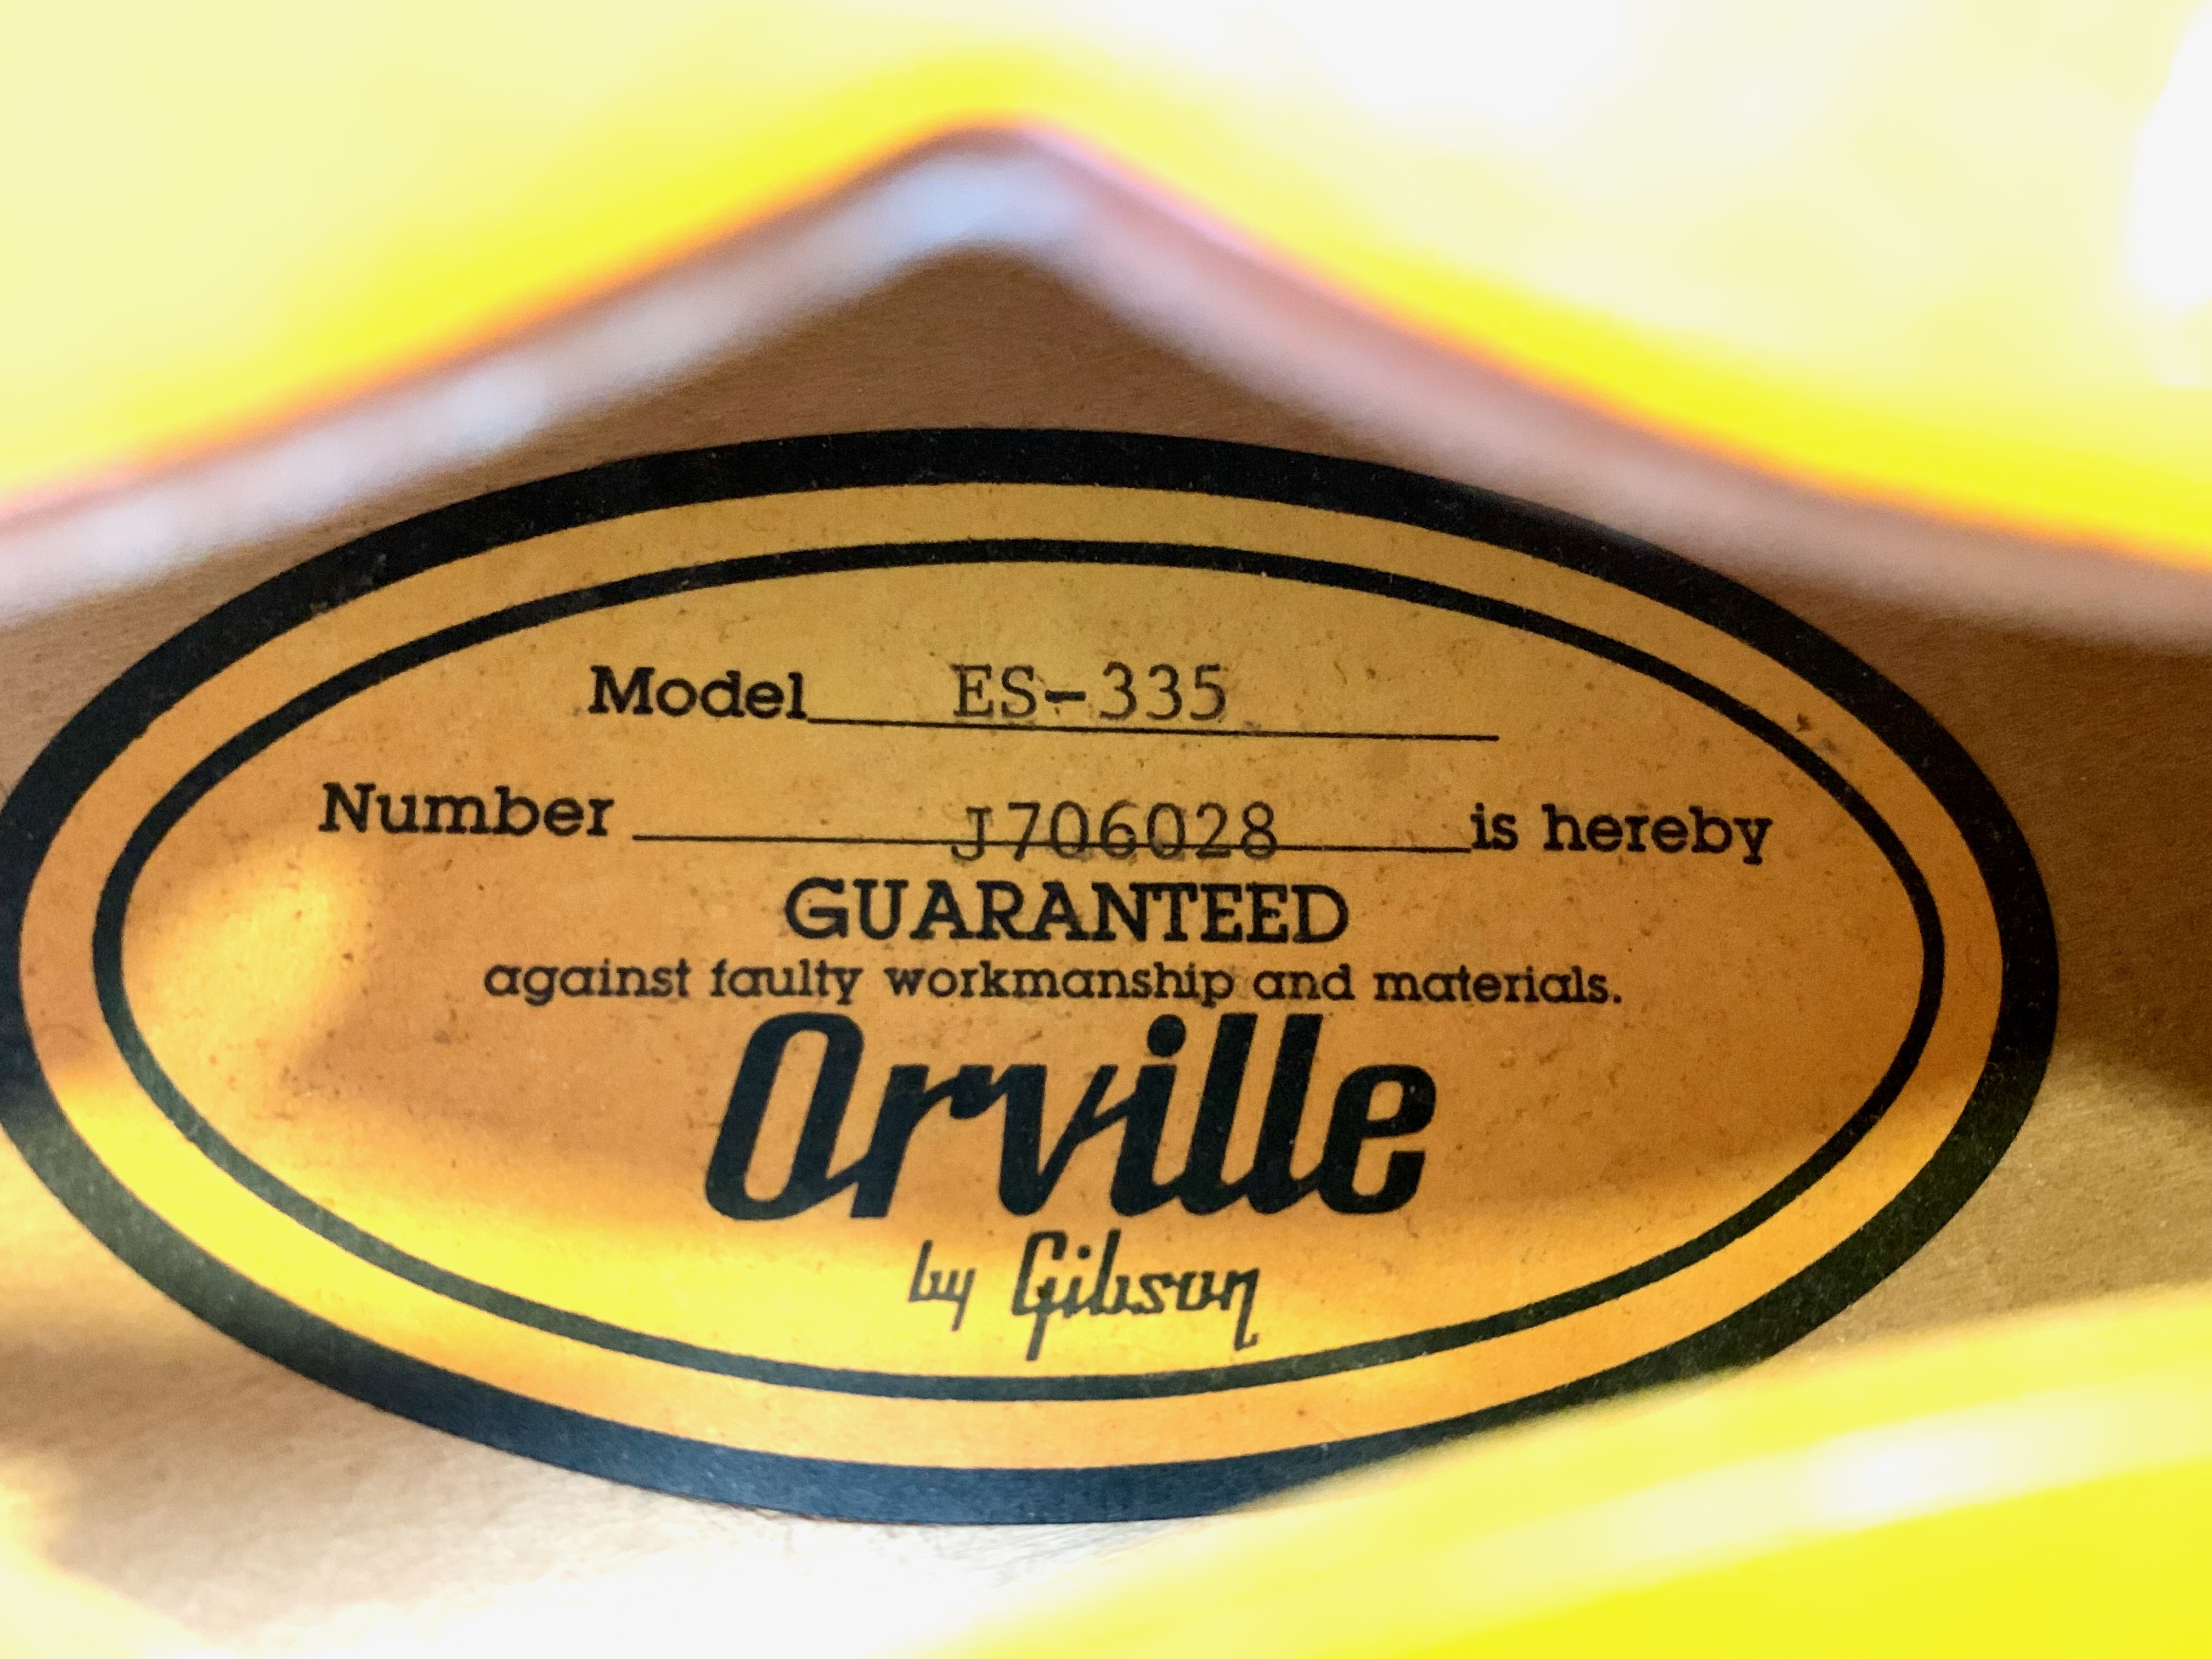 Model ES-335
Number J706028 is hereby
GUARANTEED
against faulty workmanship and materials.
Orville
by Gibson